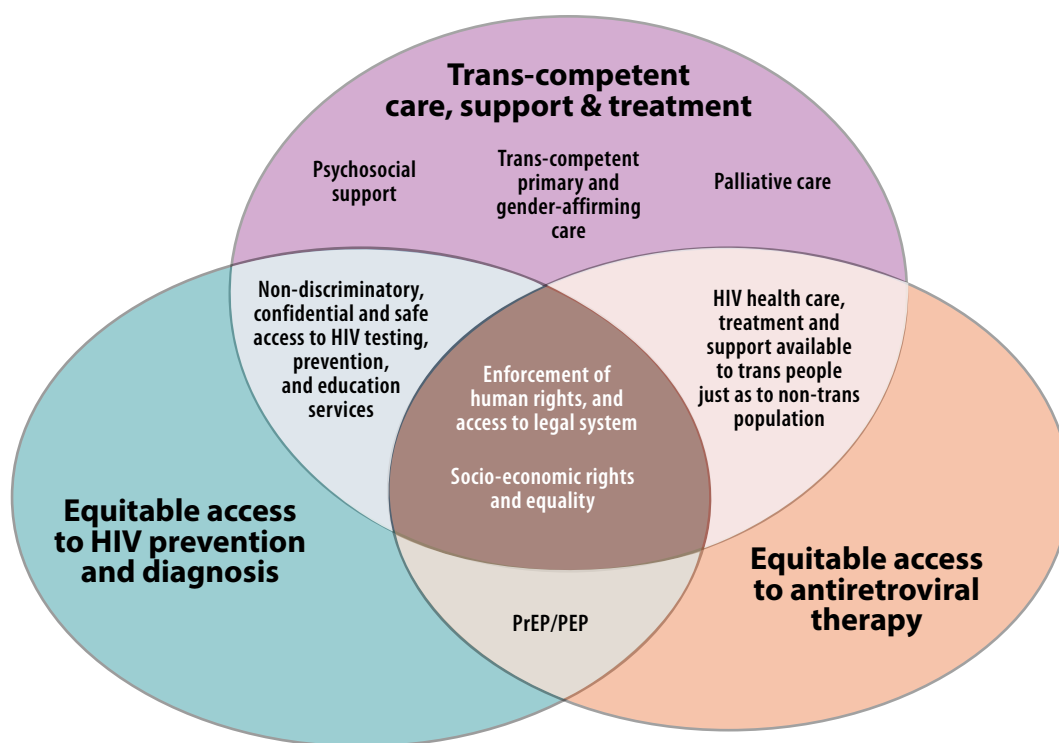 Trans-competent
care, support & treatment
Psychosocial
support
Trans-competent
primary and
gender-affirming
care
Palliative care
Non-discriminatory,
confidential and safe
access to HIV testing,
prevention,
and education
services
HIV health care,
treatment and
support available
to trans people
just as to non-trans
population
Enforcement of
human rights, and
access to legal system
Socio-economic rights
and equality
Equitable access
to HIV prevention
and diagnosis
Equitable access
to antiretroviral
therapy
PrEP/PEP